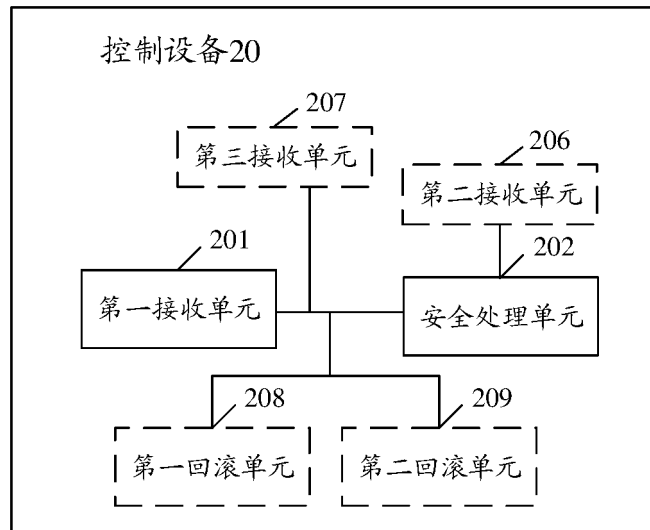 控制设备20
207
第三接收单元
206
第二接收单元
201
第一接收单元
202
安全处理单元
208
第一回滚单元
209
第二回滚单元